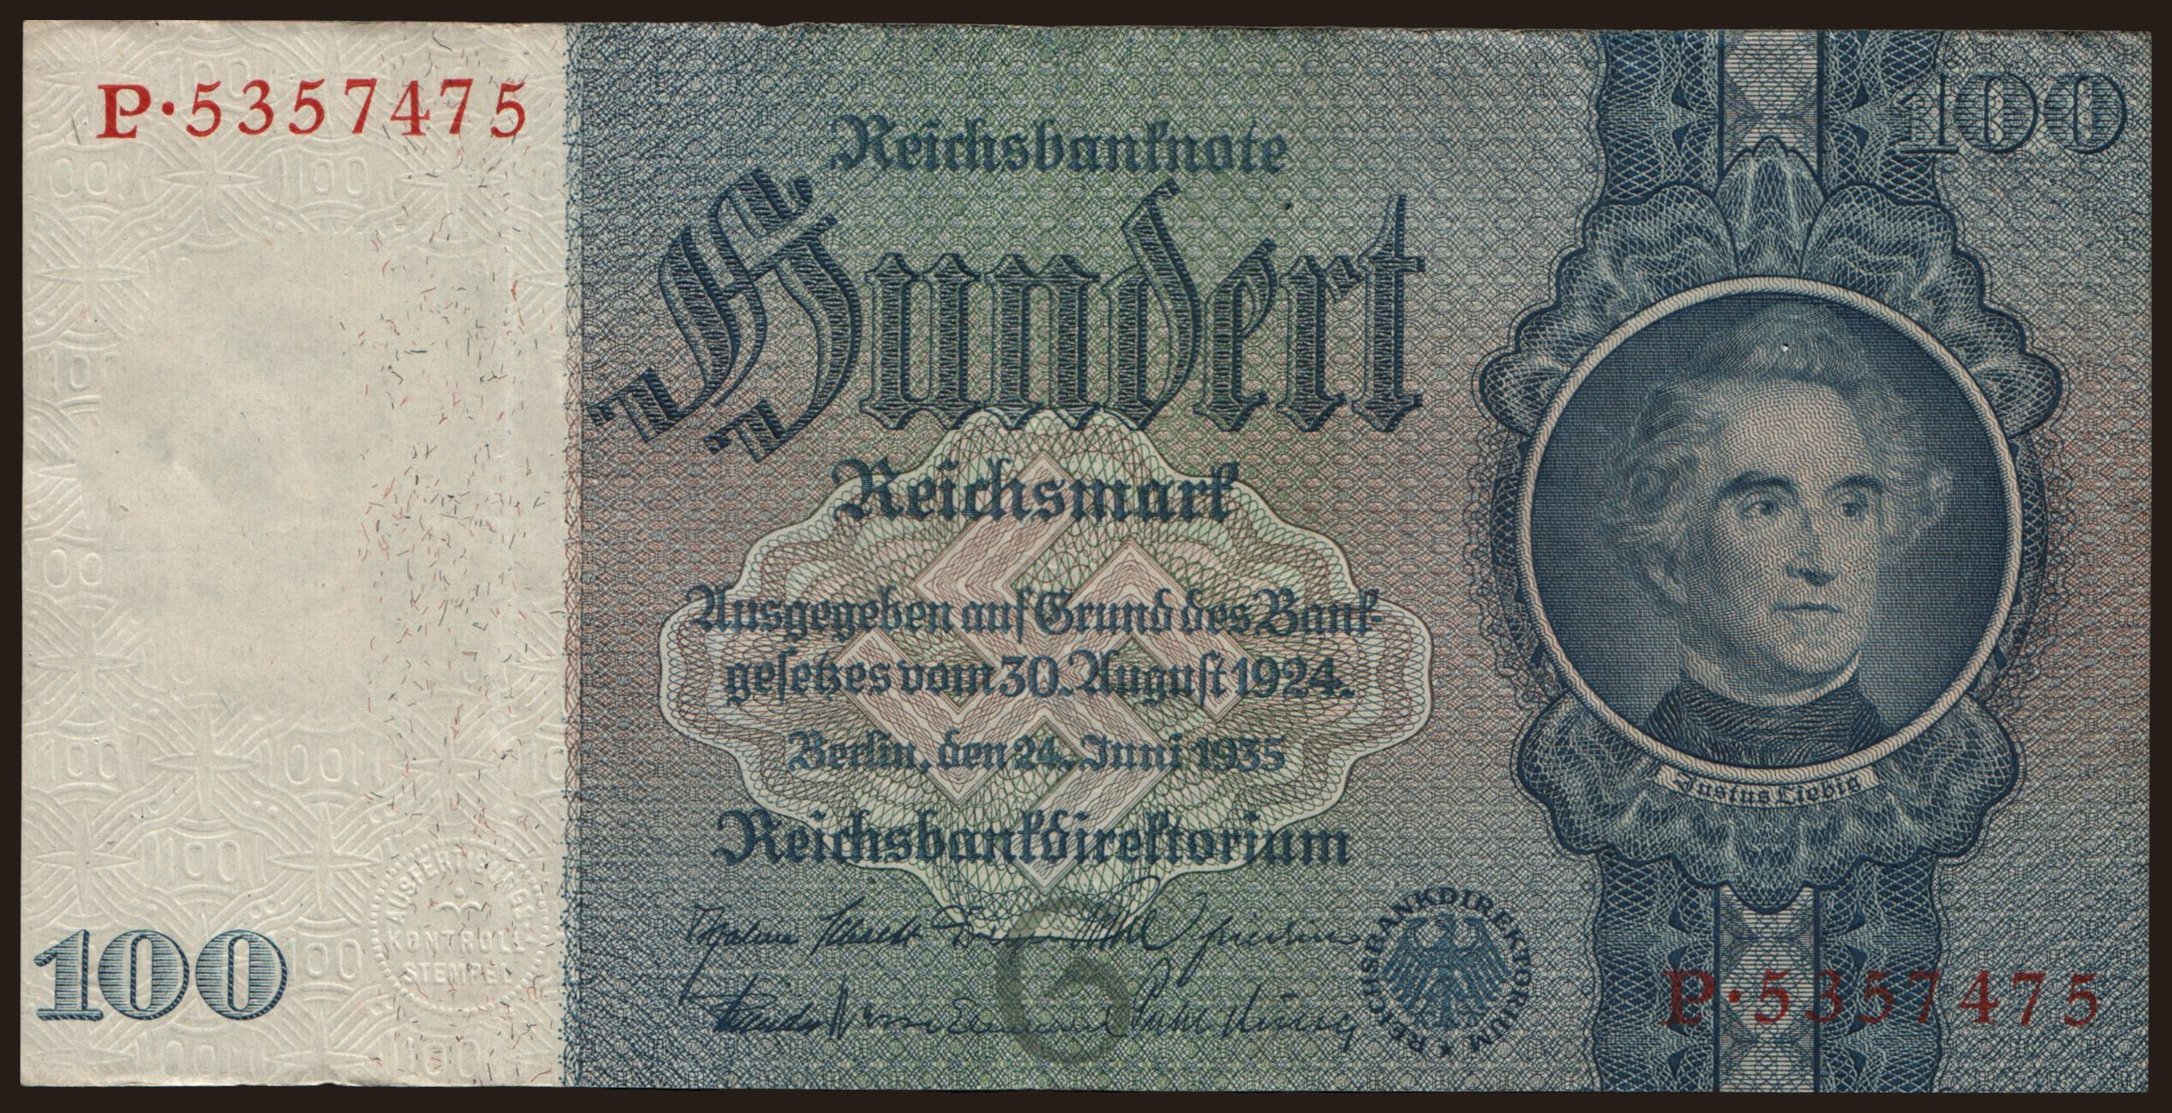 P·5357475
100
Reichsbanknote
Hundert
Reichsmark
Ausgegeben auf Grund des Bank-
gesetzes vom 30. August 1924.
Berlin, den 24. Juni 1935
Reichsbankdirektorium
REICHSBANKDIREKTORIUM
G
Justus Liebig
P·5357475
100
AUSFERTIGUNGS-
KONTROLL-
STEMPEL